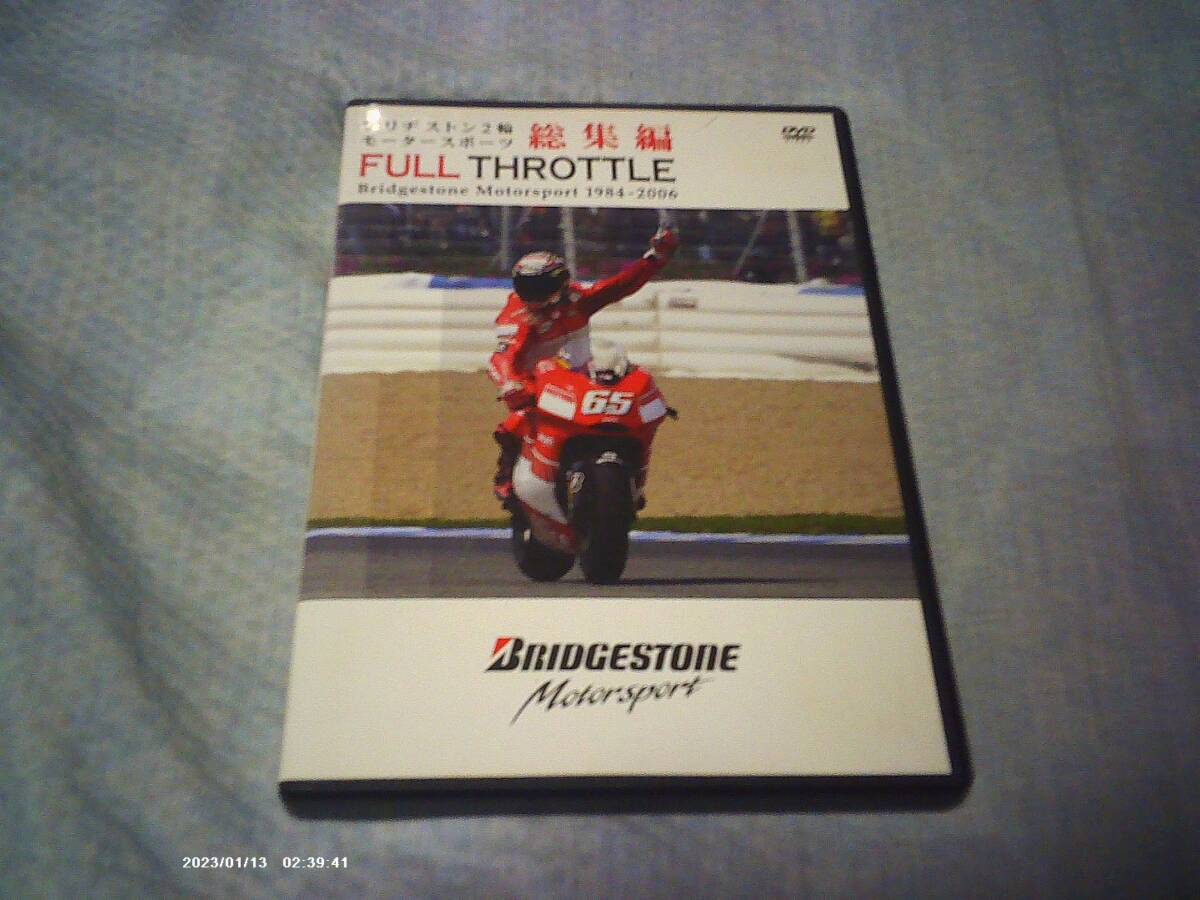 ブリヂストン2輪
モータースポーツ 総集編
DVD
FULL THROTTLE
Bridgestone Motorsport 1984-2006
65
BRIDGESTONE
Motorsport
2023/01/13 02:39:41